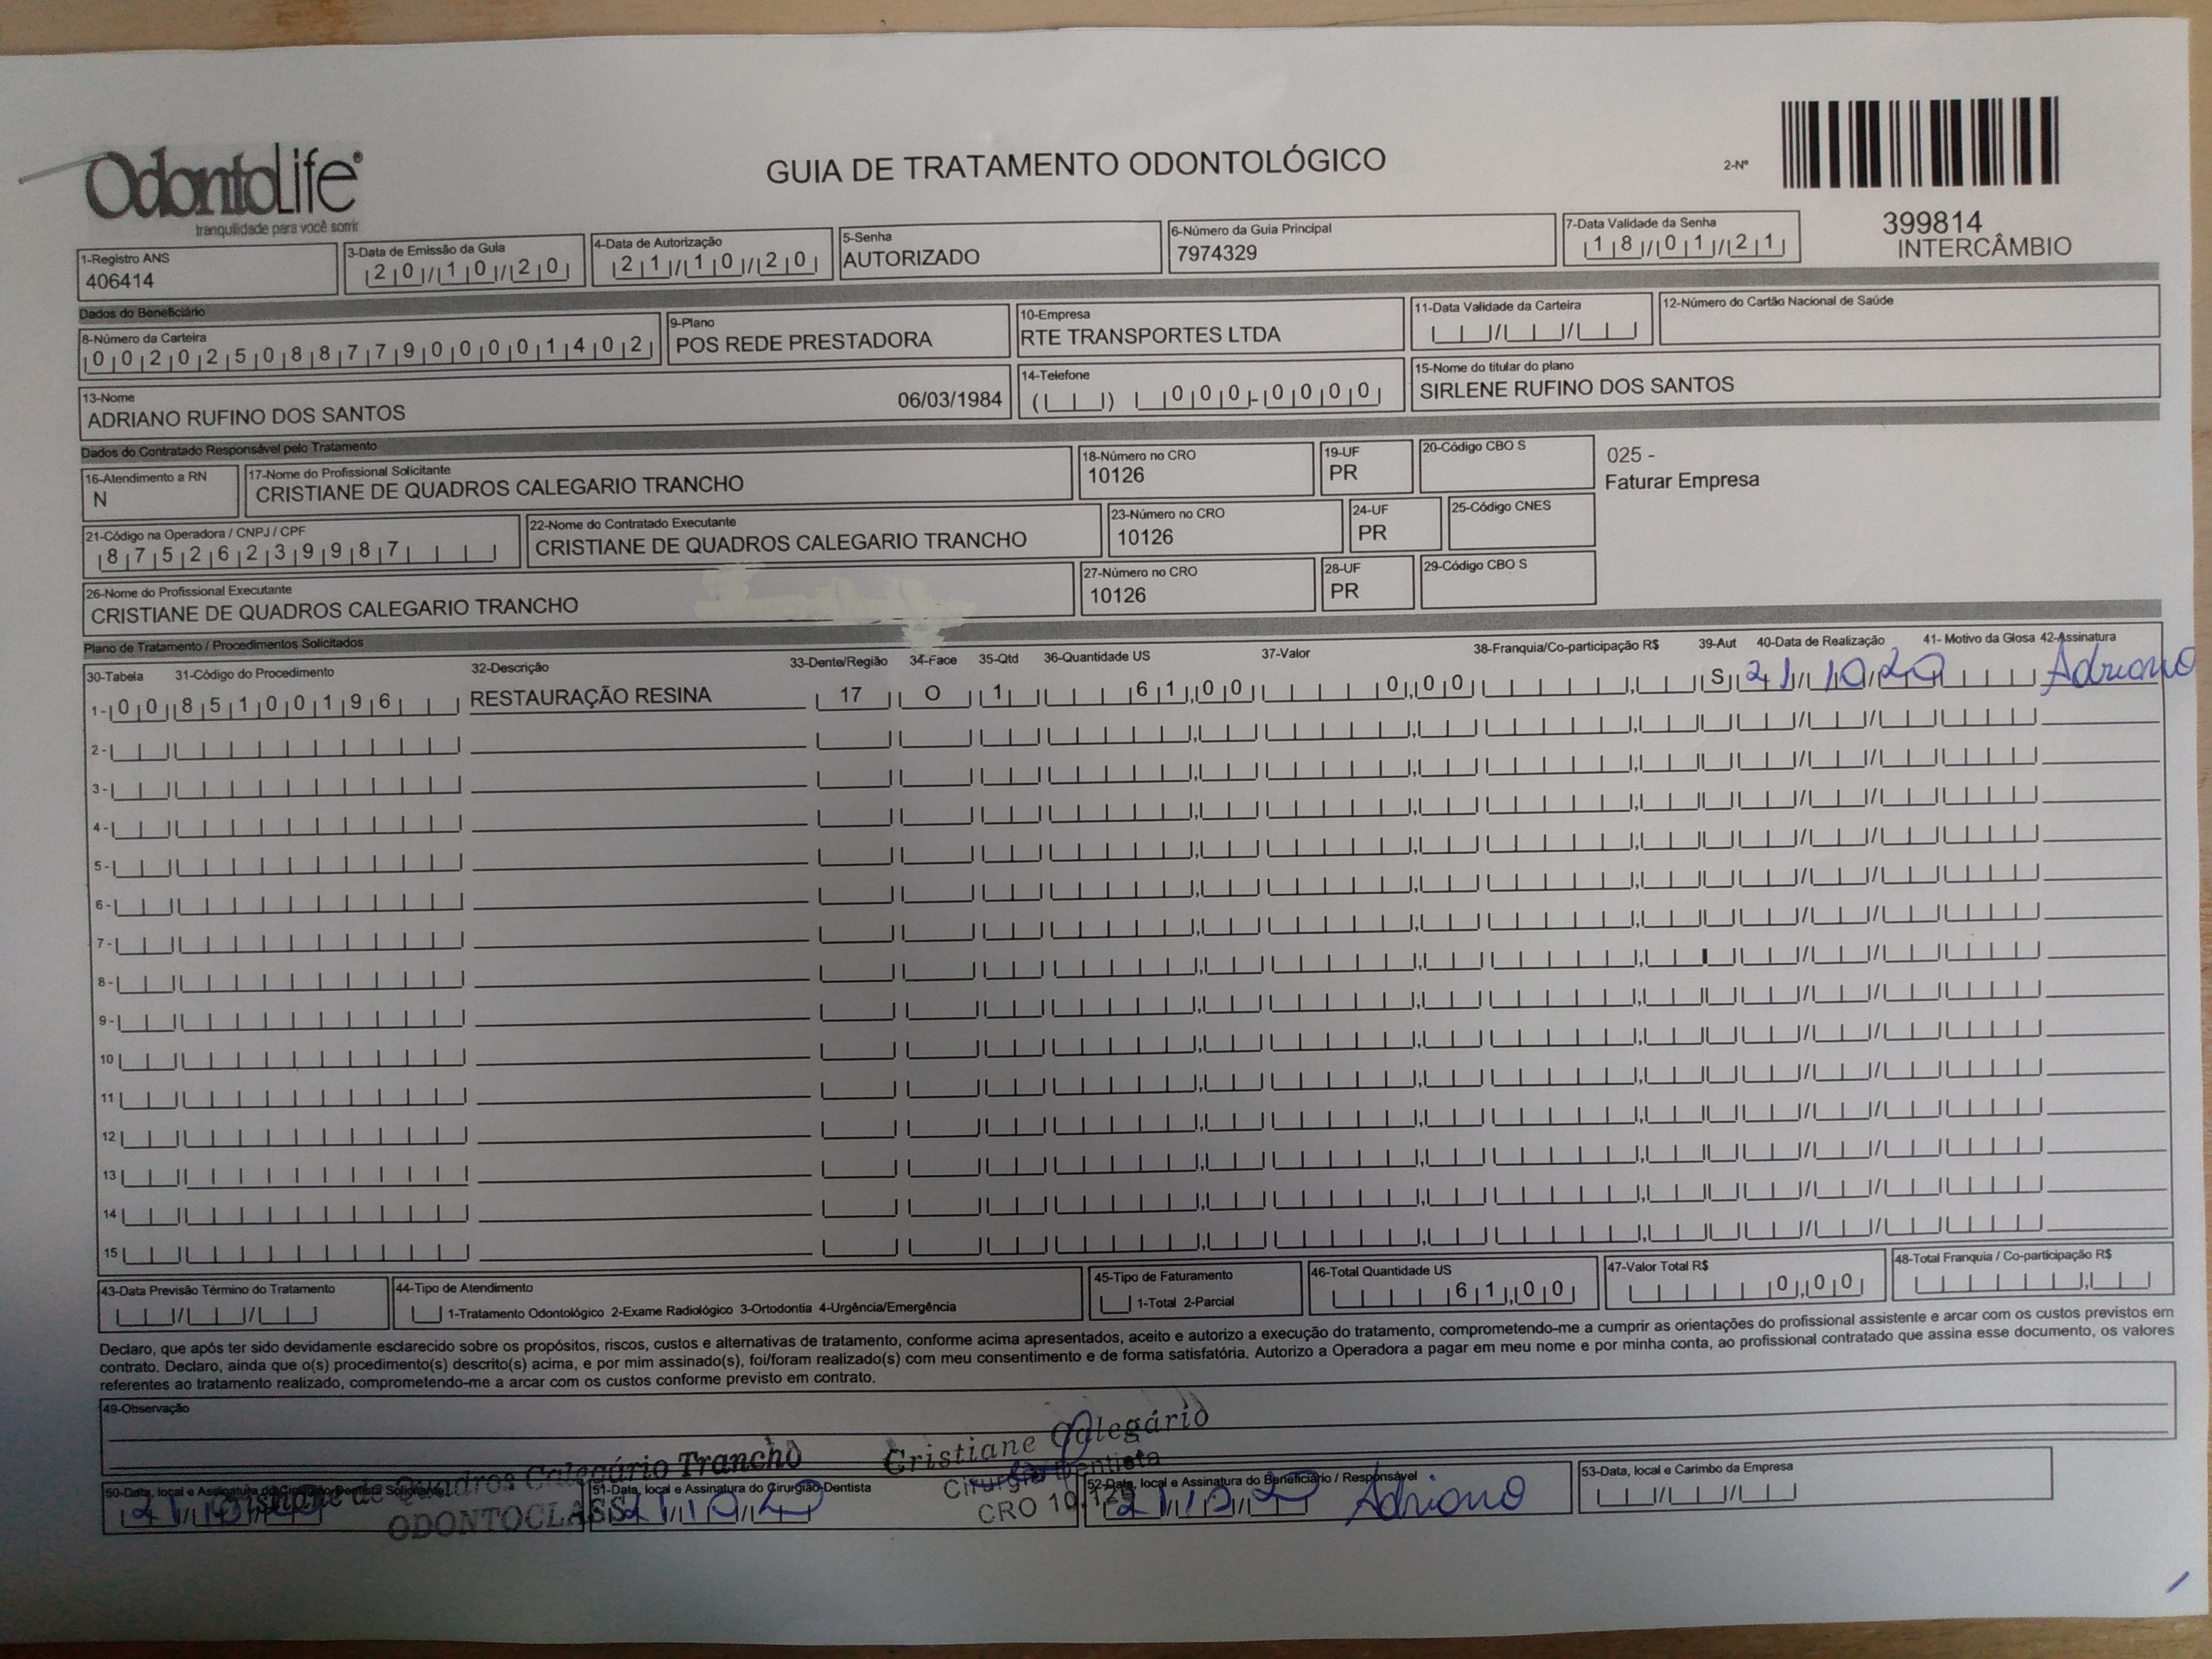 OdontoLife®
tranquilidade para você sorrir
GUIA DE TRATAMENTO ODONTOLÓGICO
2-Nº
399814
INTERCÂMBIO
1-Registro ANS
406414
3-Data de Emissão da Guia
20/10/20
4-Data de Autorização
21/10/20
5-Senha
AUTORIZADO
6-Número da Guia Principal
7974329
7-Data Validade da Senha
18/01/21
Dados do Beneficiário
8-Número da Carteira
00202508877900001402
9-Plano
POS REDE PRESTADORA
10-Empresa
RTE TRANSPORTES LTDA
11-Data Validade da Carteira
12-Número do Cartão Nacional de Saúde
13-Nome
ADRIANO RUFINO DOS SANTOS 06/03/1984
14-Telefone
( ) 000-0000
15-Nome do titular do plano
SIRLENE RUFINO DOS SANTOS
Dados do Contratado Responsável pelo Tratamento
16-Atendimento a RN
N
17-Nome do Profissional Solicitante
CRISTIANE DE QUADROS CALEGARIO TRANCHO
18-Número no CRO
10126
19-UF
PR
20-Código CBO S
025 -
Faturar Empresa
21-Código na Operadora / CNPJ / CPF
87526239987
22-Nome do Contratado Executante
CRISTIANE DE QUADROS CALEGARIO TRANCHO
23-Número no CRO
10126
24-UF
PR
25-Código CNES
26-Nome do Profissional Executante
CRISTIANE DE QUADROS CALEGARIO TRANCHO
27-Número no CRO
10126
28-UF
PR
29-Código CBO S
Plano de Tratamento / Procedimentos Solicitados
30-Tabela 31-Código do Procedimento 32-Descrição 33-Dente/Região 34-Face 35-Qtd 36-Quantidade US 37-Valor 38-Franquia/Co-participação R$ 39-Aut 40-Data de Realização 41- Motivo da Glosa 42-Assinatura
1- 00 85100196 RESTAURAÇÃO RESINA 17 O 1 61,00 0,00 S 21/10/20 Adriano
2-
3-
4-
5-
6-
7-
8-
9-
10
11
12
13
14
15
43-Data Previsão Término do Tratamento
44-Tipo de Atendimento
1-Tratamento Odontológico 2-Exame Radiológico 3-Ortodontia 4-Urgência/Emergência
45-Tipo de Faturamento
1-Total 2-Parcial
46-Total Quantidade US
61,00
47-Valor Total R$
0,00
48-Total Franquia / Co-participação R$
Declaro, que após ter sido devidamente esclarecido sobre os propósitos, riscos, custos e alternativas de tratamento, conforme acima apresentados, aceito e autorizo a execução do tratamento, comprometendo-me a cumprir as orientações do profissional assistente e arcar com os custos previstos em
contrato. Declaro, ainda que o(s) procedimento(s) descrito(s) acima, e por mim assinado(s), foi/foram realizado(s) com meu consentimento e de forma satisfatória. Autorizo a Operadora a pagar em meu nome e por minha conta, ao profissional contratado que assina esse documento, os valores
referentes ao tratamento realizado, comprometendo-me a arcar com os custos conforme previsto em contrato.
49-Observação
Cristiane de Quadros Calegário Trancho
ODONTOCLASS
Cristiane Calegário
Cirurgiã Dentista
CRO 10.126
50-Data, local e Assinatura do Cirurgião-Dentista Solicitante
21/10/20
51-Data, local e Assinatura do Cirurgião-Dentista
21/10/20
52-Data, local e Assinatura do Beneficiário / Responsável
21/10/20 Adriano
53-Data, local e Carimbo da Empresa